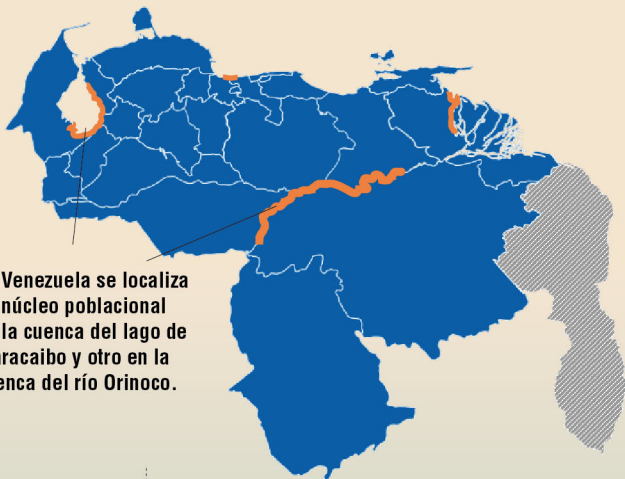 Venezuela se localiza
núcleo poblacional
la cuenca del lago de
aracaibo y otro en la
enca del río Orinoco.